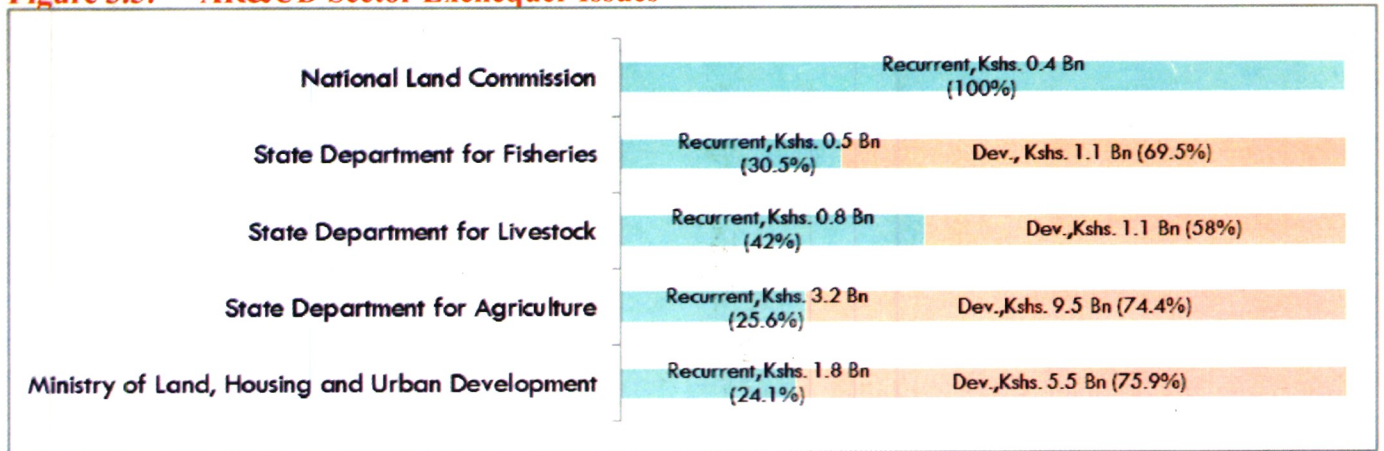 National Land Commission
Recurrent, Kshs. 0.4 Bn
(100%)
State Department for Fisheries
Recurrent, Kshs. 0.5 Bn
(30.5%)
Dev., Kshs. 1.1 Bn (69.5%)
State Department for Livestock
Recurrent, Kshs. 0.8 Bn
(42%)
Dev.,Kshs. 1.1 Bn (58%)
State Department for Agriculture
Recurrent, Kshs. 3.2 Bn
(25.6%)
Dev.,Kshs. 9.5 Bn (74.4%)
Ministry of Land, Housing and Urban Development
Recurrent, Kshs. 1.8 Bn
(24.1%)
Dev.,Kshs. 5.5 Bn (75.9%)